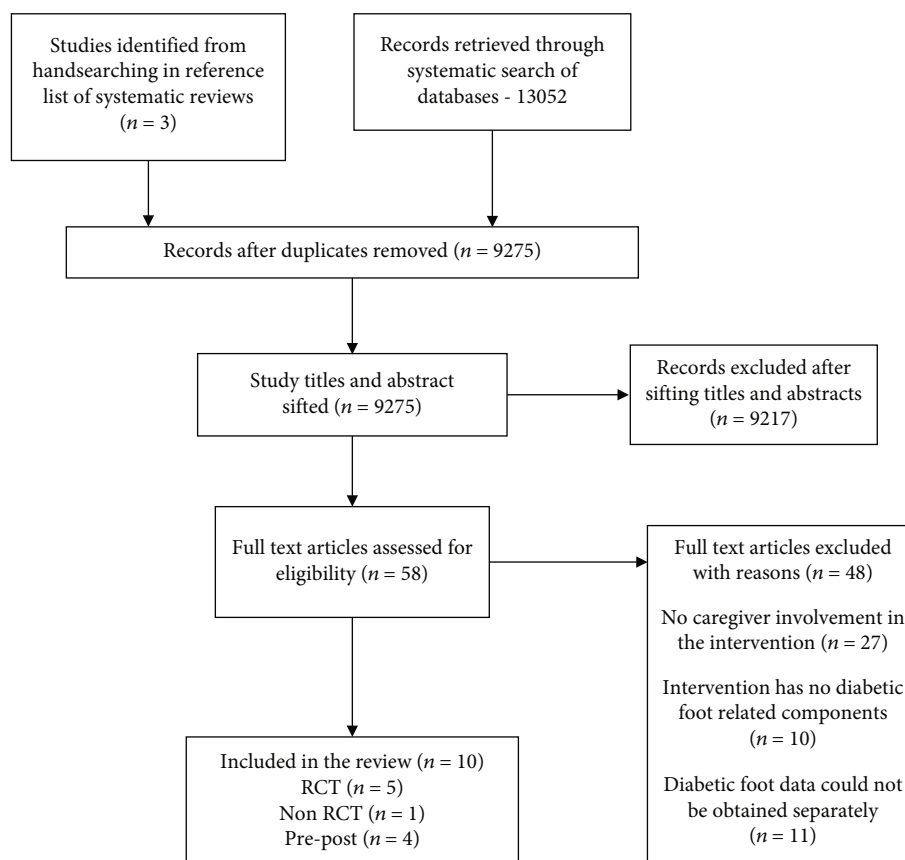 Studies identified from
handsearching in reference
list of systematic reviews
(n = 3)
Records retrieved through
systematic search of
databases - 13052
Records after duplicates removed (n = 9275)
Study titles and abstract
sifted (n = 9275)
Records excluded after
sifting titles and abstracts
(n = 9217)
Full text articles assessed for
eligibility (n = 58)
Full text articles excluded
with reasons (n = 48)
No caregiver involvement in
the intervention (n = 27)
Intervention has no diabetic
foot related components
(n = 10)
Diabetic foot data could not
be obtained separately
(n = 11)
Included in the review (n = 10)
RCT (n = 5)
Non RCT (n = 1)
Pre-post (n = 4)